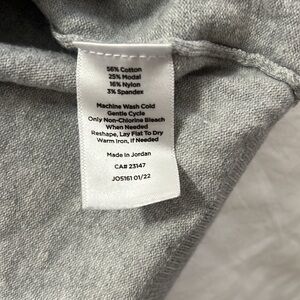 56% Cotton
25% Modal
16% Nylon
3% Spandex
Machine Wash Cold
Gentle Cycle
Only Non-Chlorine Bleach
When Needed
Reshape, Lay Flat To Dry
Warm Iron, If Needed
Made in Jordan
CA# 23147
JO5161 01/22